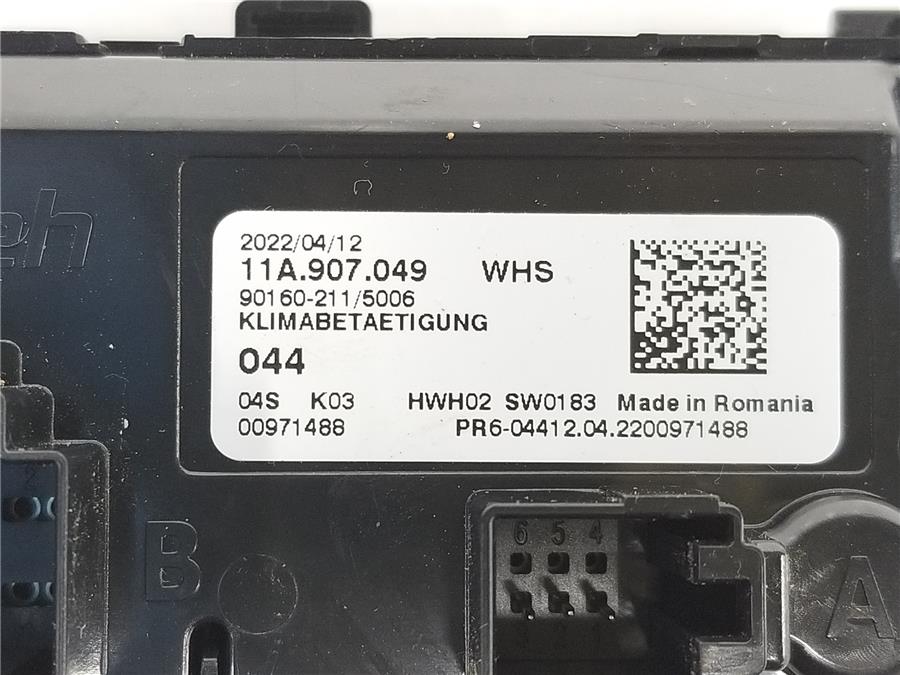 eh
2022/04/12
11A.907.049 WHS
90160-211/5006
KLIMABETAETIGUNG
044
04S K03 HWH02 SW0183 Made in Romania
00971488 PR6-04412.04.2200971488
B
6 5 4
A